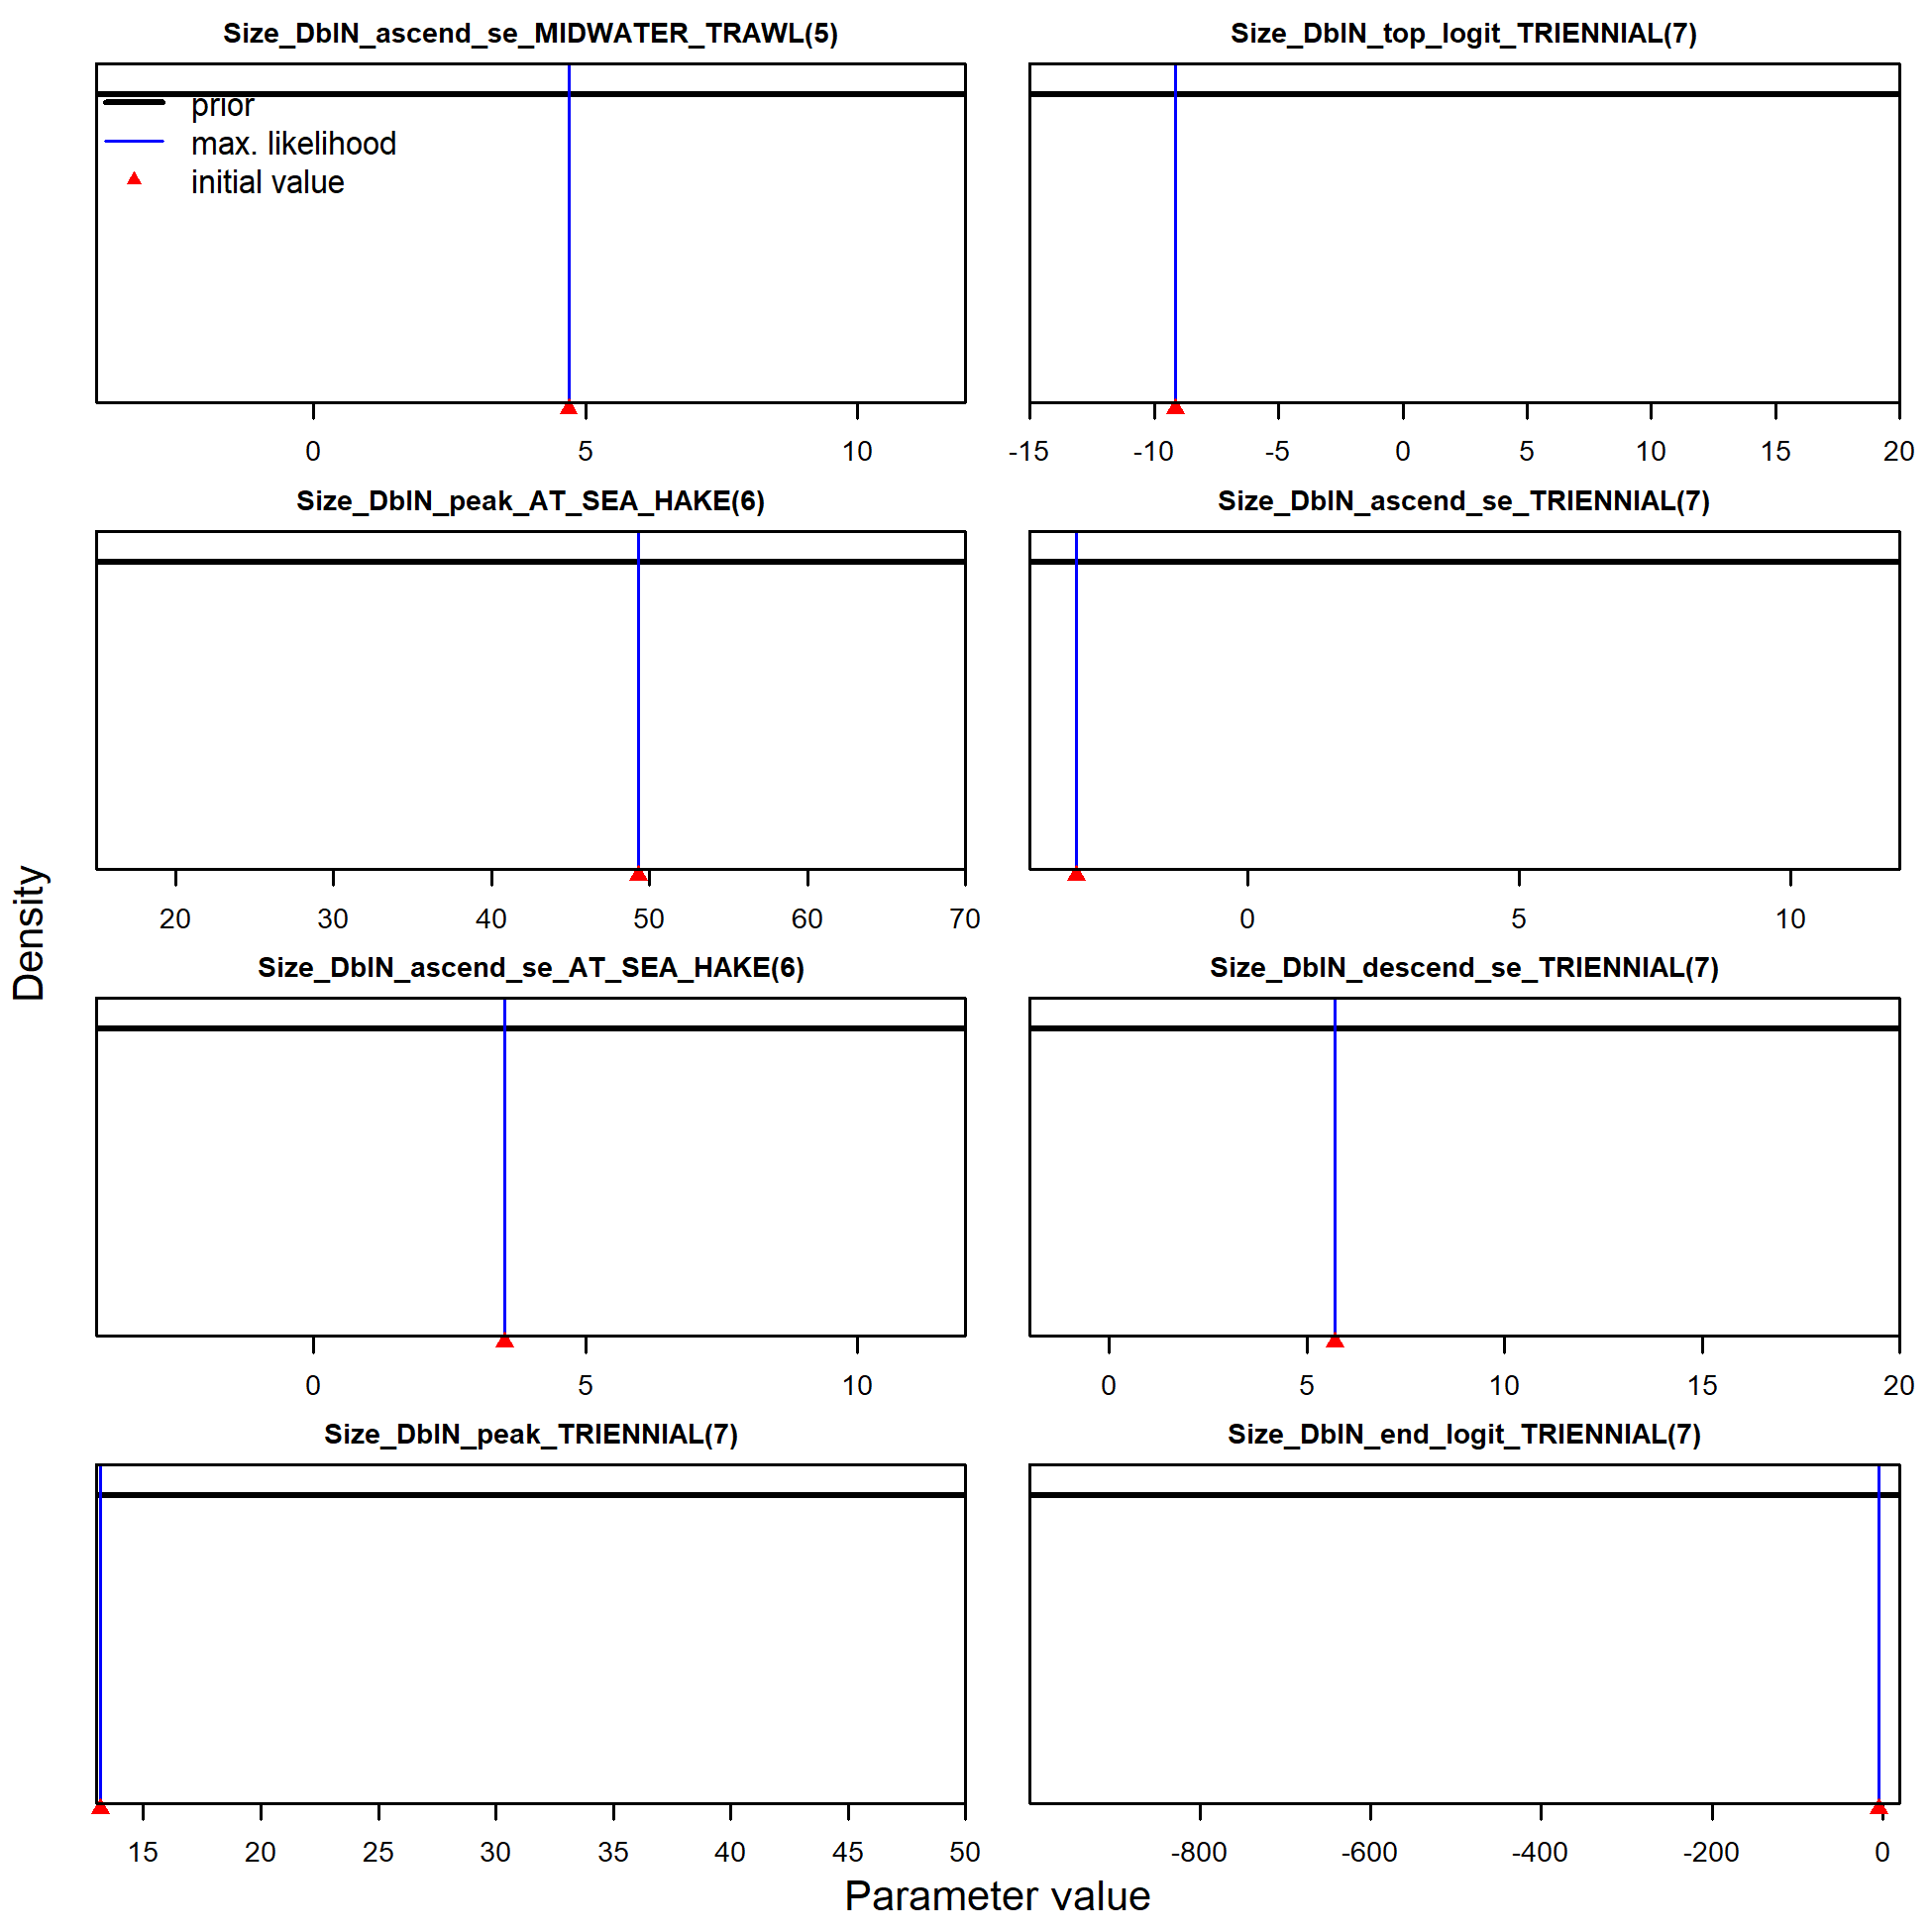 Size_DblN_ascend_se_MIDWATER_TRAWL(5)
prior
max. likelihood
initial value
0 5 10
Size_DblN_top_logit_TRIENNIAL(7)
-15 -10 -5 0 5 10 15 20
Size_DblN_peak_AT_SEA_HAKE(6)
20 30 40 50 60 70
Size_DblN_ascend_se_TRIENNIAL(7)
0 5 10
Size_DblN_ascend_se_AT_SEA_HAKE(6)
0 5 10
Size_DblN_descend_se_TRIENNIAL(7)
0 5 10 15 20
Size_DblN_peak_TRIENNIAL(7)
15 20 25 30 35 40 45 50
Size_DblN_end_logit_TRIENNIAL(7)
-800 -600 -400 -200 0
Density
Parameter value